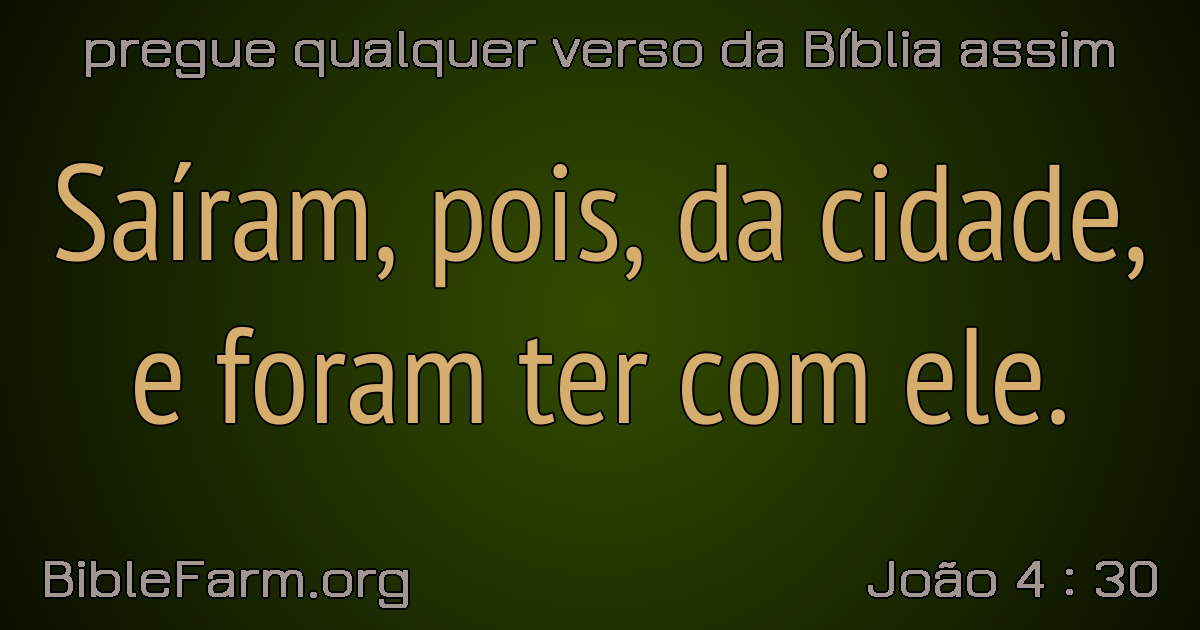 pregue qualquer verso da Bíblia assim
Saíram, pois, da cidade,
e foram ter com ele.
BibleFarm.org
João 4 : 30